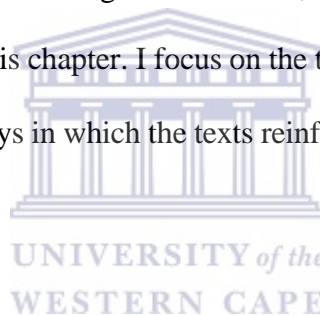 is chapter. I focus on the t
ys in which the texts reinf
UNIVERSITY of the
WESTERN CAPE